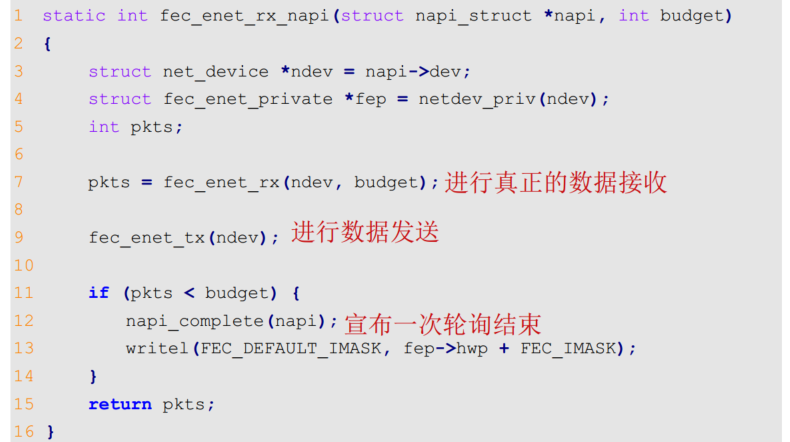 1 static int fec_enet_rx_napi(struct napi_struct *napi, int budget)
2 {
3 struct net_device *ndev = napi->dev;
4 struct fec_enet_private *fep = netdev_priv(ndev);
5 int pkts;
6
7 pkts = fec_enet_rx(ndev, budget); 进行真正的数据接收
8
9 fec_enet_tx(ndev); 进行数据发送
10
11 if (pkts < budget) {
12 napi_complete(napi); 宣布一次轮询结束
13 writel(FEC_DEFAULT_IMASK, fep->hwp + FEC_IMASK);
14 }
15 return pkts;
16 }